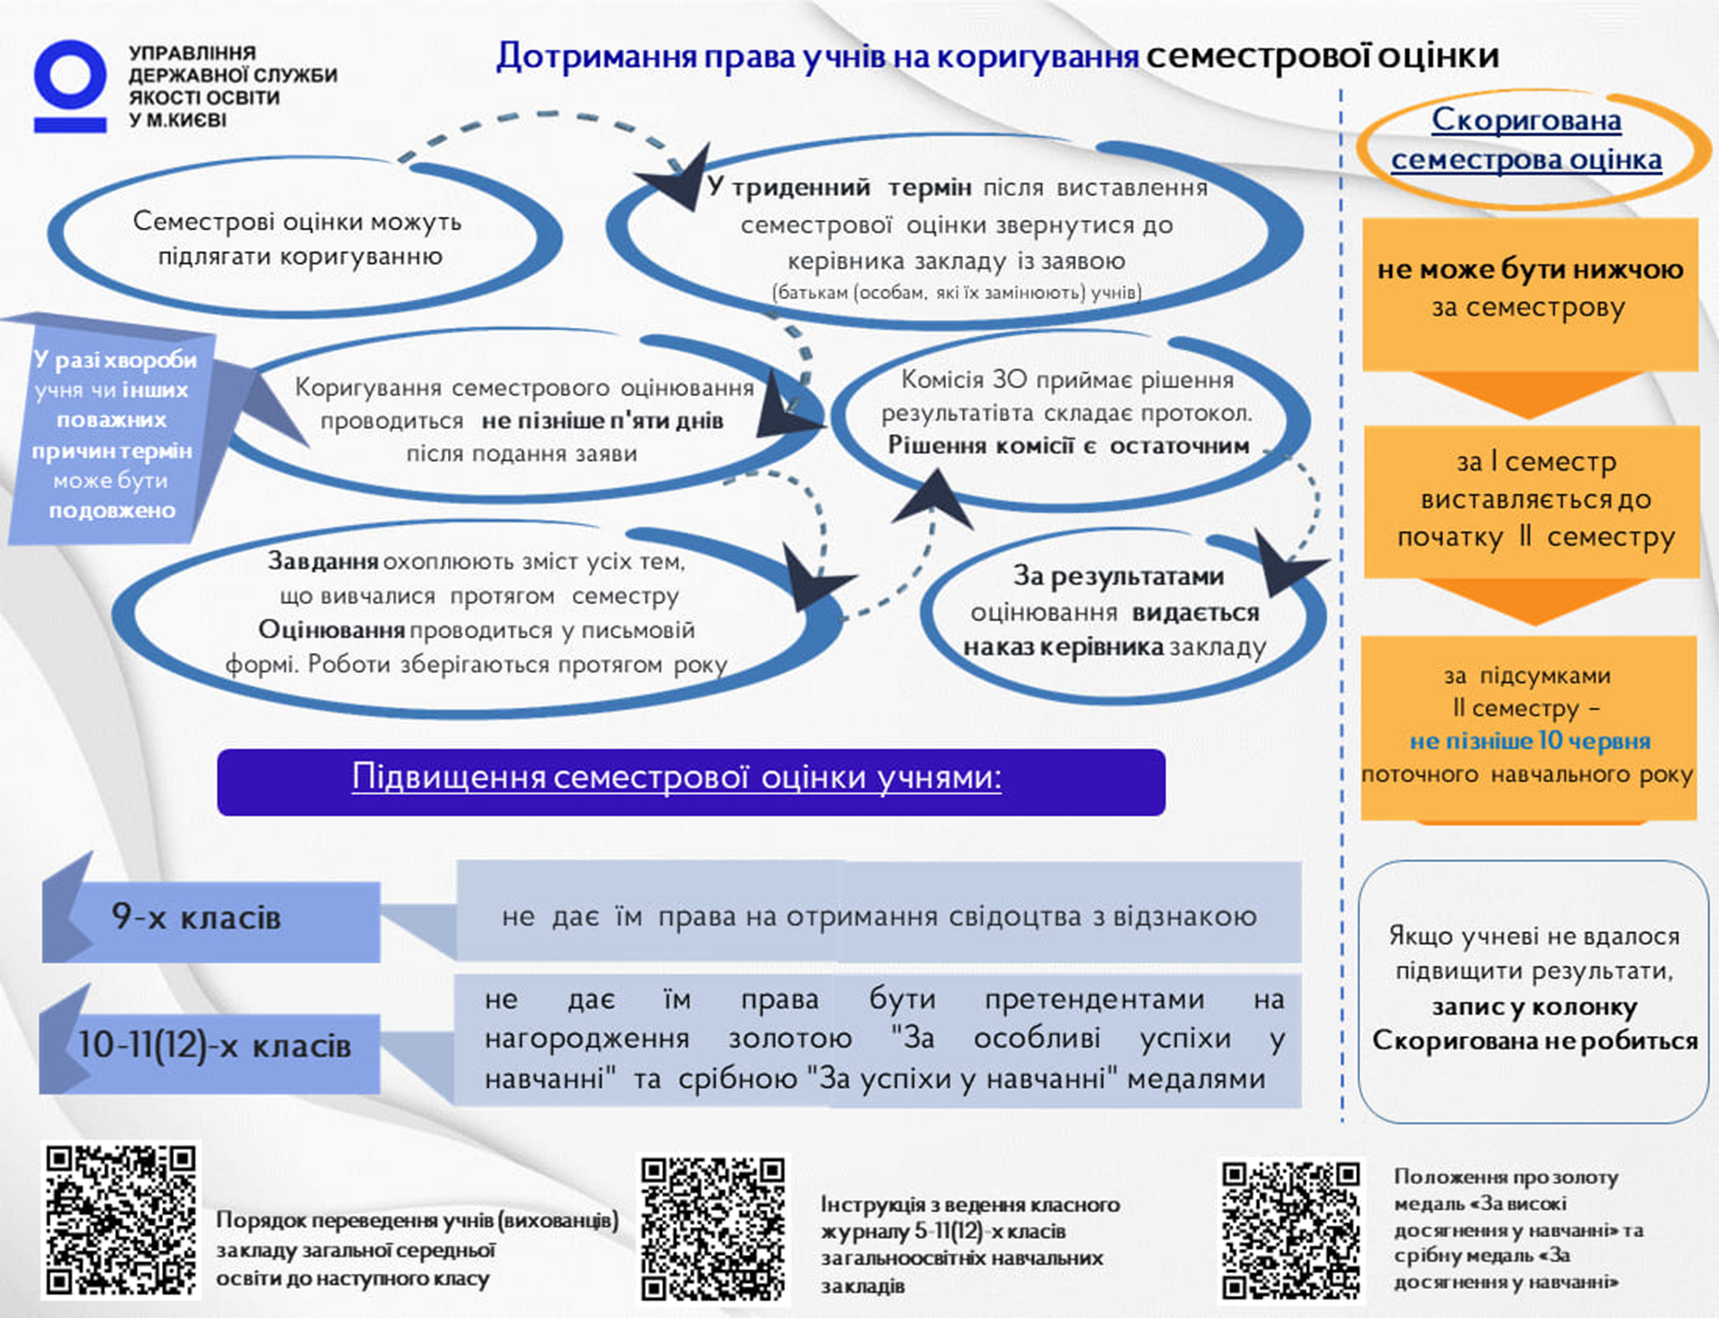 УПРАВЛІННЯ
ДЕРЖАВНОЇ СЛУЖБИ
ЯКОСТІ ОСВІТИ
У М.КИЄВІ
Дотримання права учнів на коригування семестрової оцінки
Семестрові оцінки можуть
підлягати коригуванню
У триденний термін після виставлення
семестрової оцінки звернутися до
керівника закладу із заявою
(батькам (особам, які їх замінюють) учнів)
У разі хвороби
учня чи інших
поважних
причин термін
може бути
подовжено
Коригування семестрового оцінювання
проводиться не пізніше п'яти днів
після подання заяви
Комісія ЗО приймає рішення
результатівта складає протокол.
Рішення комісії є остаточним
Завдання охоплюють зміст усіх тем,
що вивчалися протягом семестру
Оцінювання проводиться у письмовій
формі. Роботи зберігаються протягом року
За результатами
оцінювання видається
наказ керівника закладу
Скоригована
семестрова оцінка
не може бути нижчою
за семестрову
за І семестр
виставляється до
початку ІІ семестру
за підсумками
ІІ семестру –
не пізніше 10 червня
поточного навчального року
Якщо учневі не вдалося
підвищити результати,
запис у колонку
Скоригована не робиться
Підвищення семестрової оцінки учнями:
9-х класів
не дає їм права на отримання свідоцтва з відзнакою
10-11(12)-х класів
не дає їм права бути претендентами на
нагородження золотою "За особливі успіхи у
навчанні" та срібною "За успіхи у навчанні" медалями
Порядок переведення учнів (вихованців)
закладу загальної середньої
освіти до наступного класу
Інструкція з ведення класного
журналу 5-11(12)-х класів
загальноосвітніх навчальних
закладів
Положення про золоту
медаль «За високі
досягнення у навчанні» та
срібну медаль «За
досягнення у навчанні»